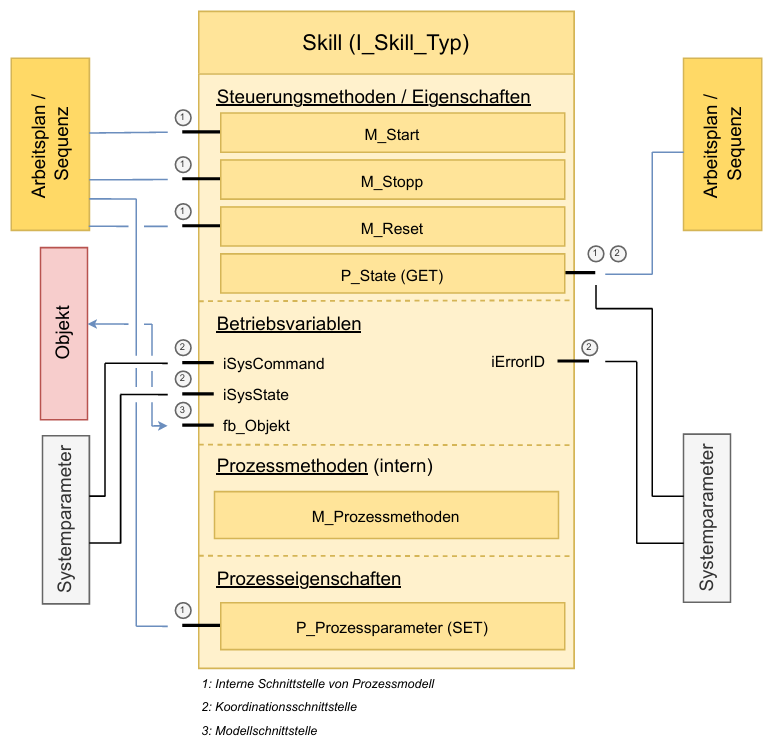 Skill (I_Skill_Typ)
Arbeitsplan /
Sequenz
Steuerungsmethoden / Eigenschaften
1
M_Start
1
M_Stopp
1
M_Reset
P_State (GET)
1 2
Arbeitsplan /
Sequenz
Objekt
Betriebsvariablen
2
iSysCommand
2
iErrorID
2
iSysState
3
fb_Objekt
Systemparameter
Prozessmethoden (intern)
M_Prozessmethoden
Systemparameter
Prozesseigenschaften
1
P_Prozessparameter (SET)
1: Interne Schnittstelle von Prozessmodell
2: Koordinationsschnittstelle
3: Modellschnittstelle